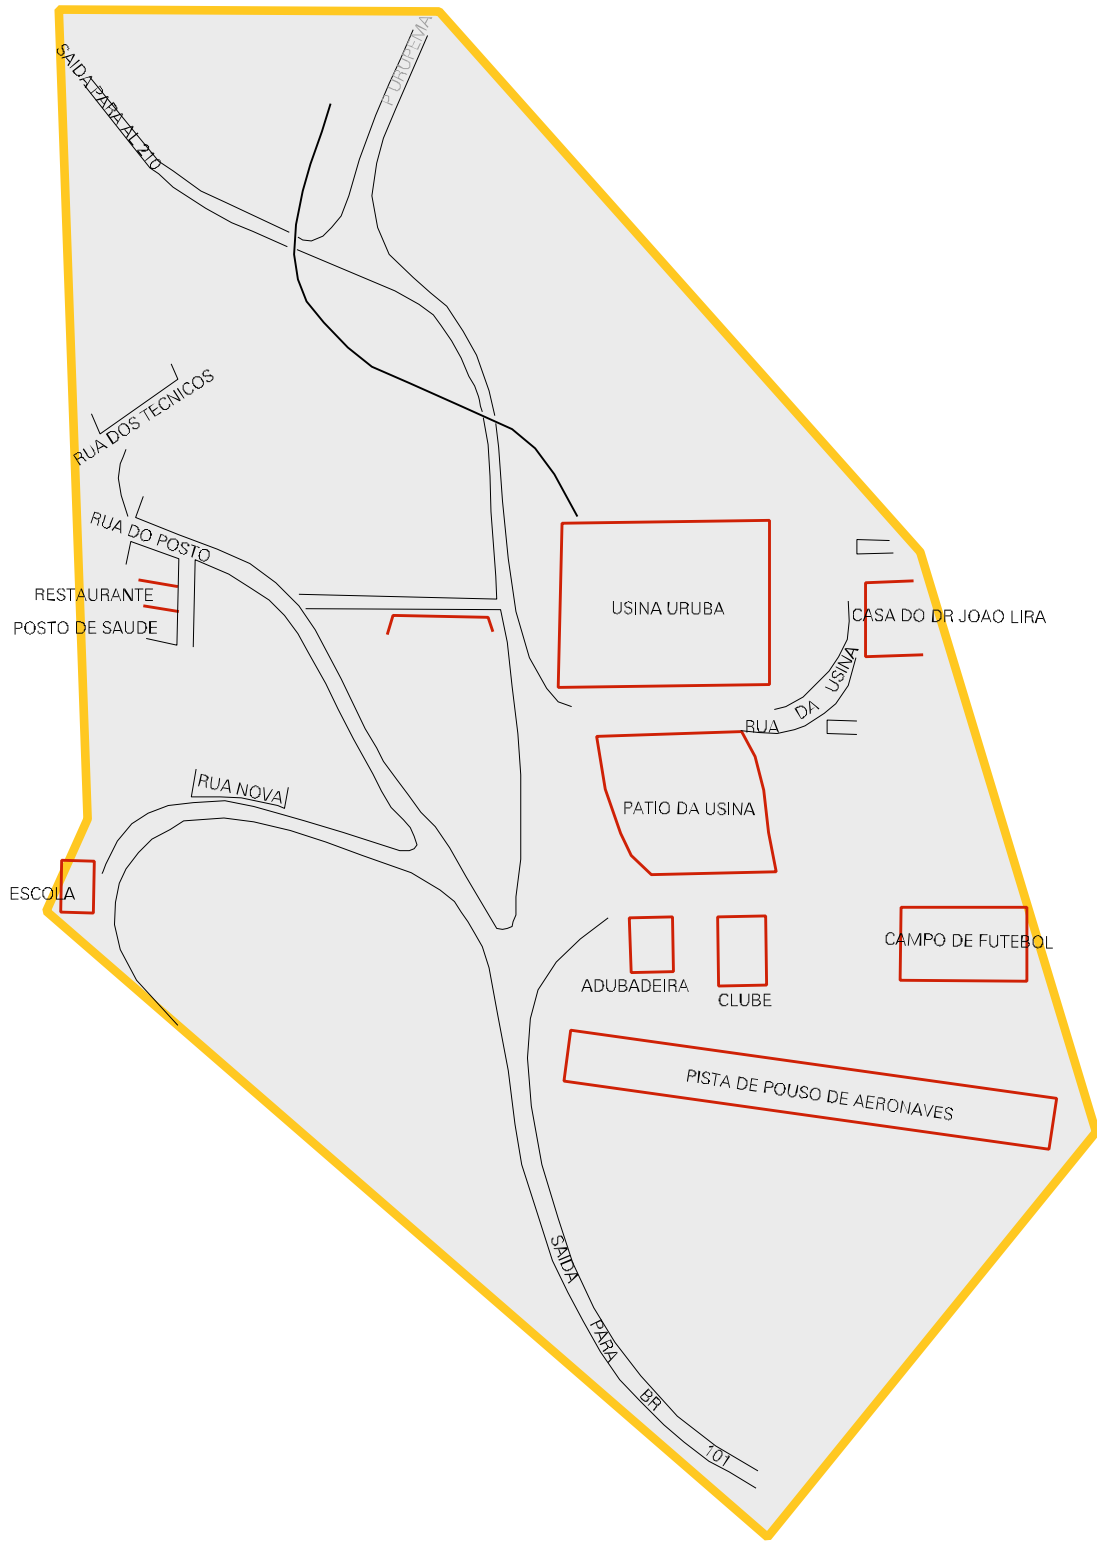 P URUPEMA
SAIDA PARA AL 210
RUA DOS TECNICOS
RUA DO POSTO
RESTAURANTE
POSTO DE SAUDE
USINA URUBA
CASA DO DR JOAO LIRA
RUA DA USINA
RUA NOVA
PATIO DA USINA
ESCOLA
CAMPO DE FUTEBOL
ADUBADEIRA
CLUBE
PISTA DE POUSO DE AERONAVES
SAIDA PARA BR 101